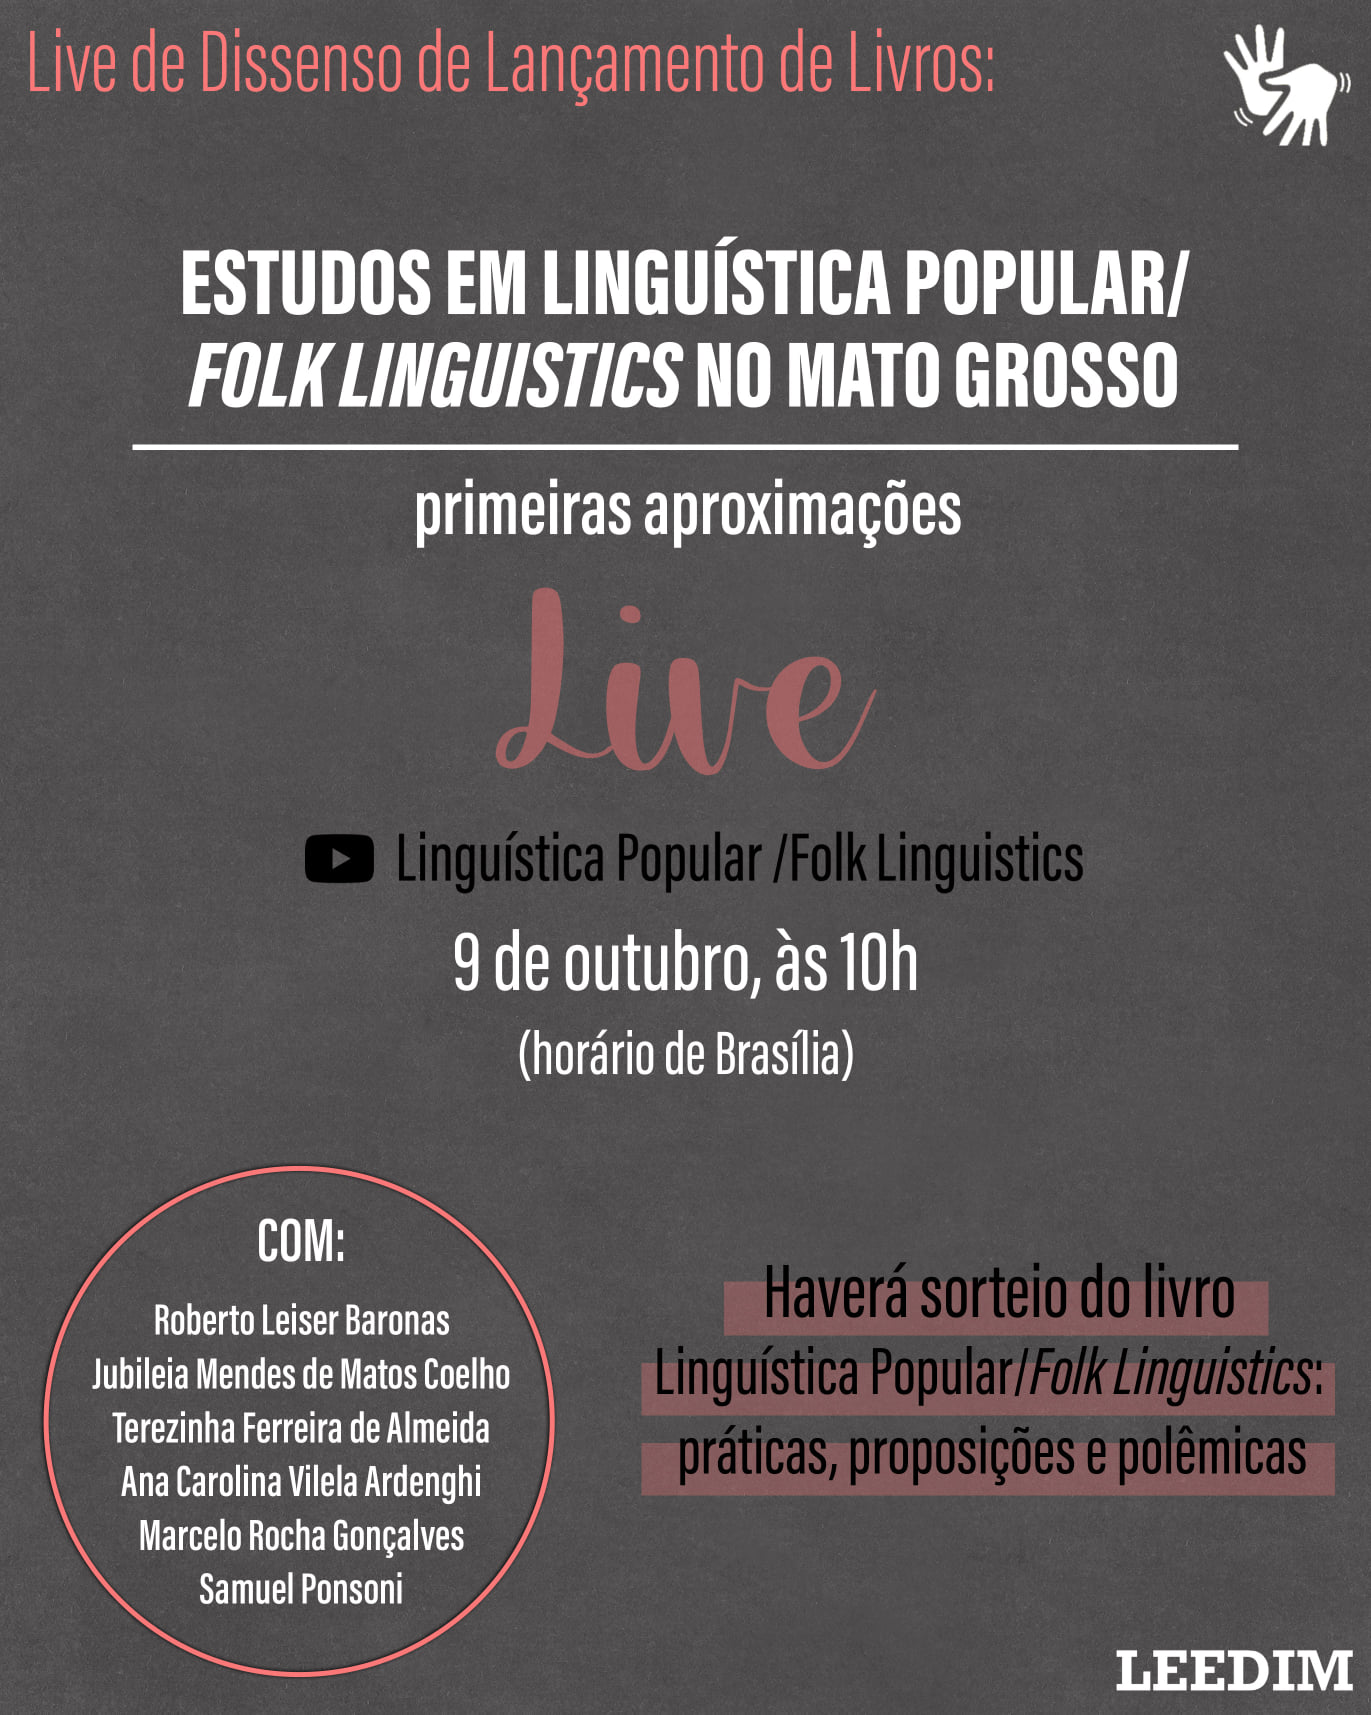 Live de Dissenso de Lançamento de Livros:
ESTUDOS EM LINGUÍSTICA POPULAR/
FOLK LINGUISTICS NO MATO GROSSO
primeiras aproximações
Live
Linguística Popular /Folk Linguistics
9 de outubro, às 10h
(horário de Brasília)
COM:
Roberto Leiser Baronas
Jubileia Mendes de Matos Coelho
Terezinha Ferreira de Almeida
Ana Carolina Vilela Ardenghi
Marcelo Rocha Gonçalves
Samuel Ponsoni
Haverá sorteio do livro
Linguística Popular/Folk Linguistics:
práticas, proposições e polêmicas
LEEDIM